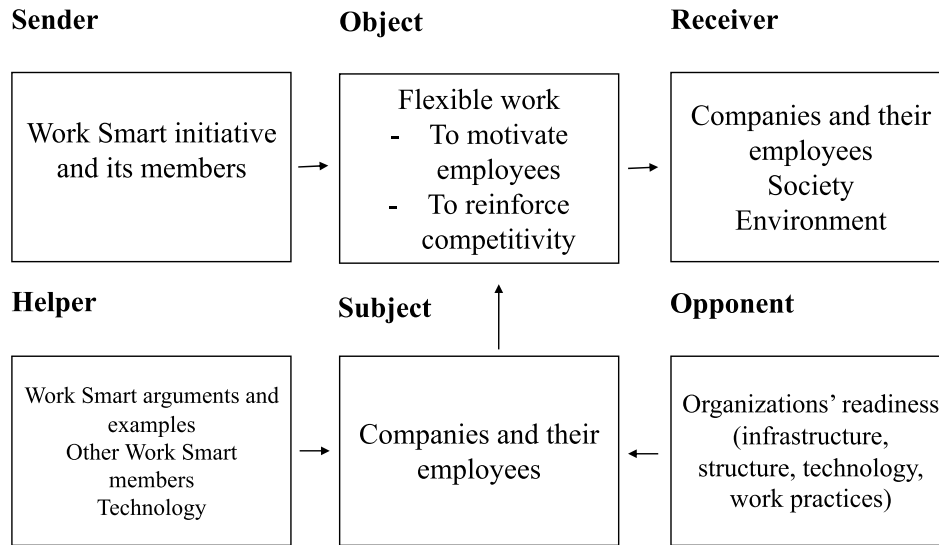 Sender
Object
Receiver
Work Smart initiative
and its members
Flexible work
- To motivate
employees
- To reinforce
competitivity
Companies and their
employees
Society
Environment
Helper
Subject
Opponent
Work Smart arguments and
examples
Other Work Smart
members
Technology
Companies and their
employees
Organizations’ readiness
(infrastructure,
structure, technology,
work practices)